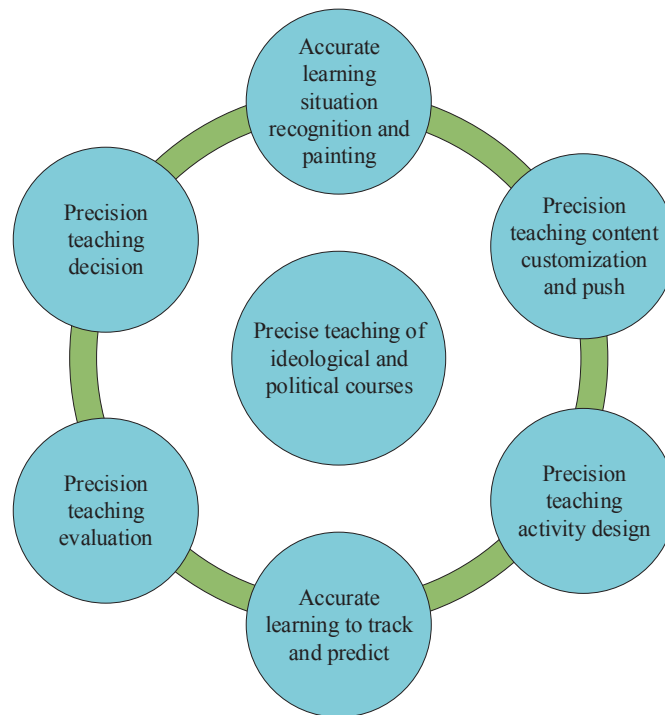 Accurate
learning
situation
recognition and
painting
Precision
teaching content
customization
and push
Precision
teaching
activity design
Accurate
learning to track
and predict
Precision
teaching
evaluation
Precision
teaching
decision
Precise teaching of
ideological and
political courses